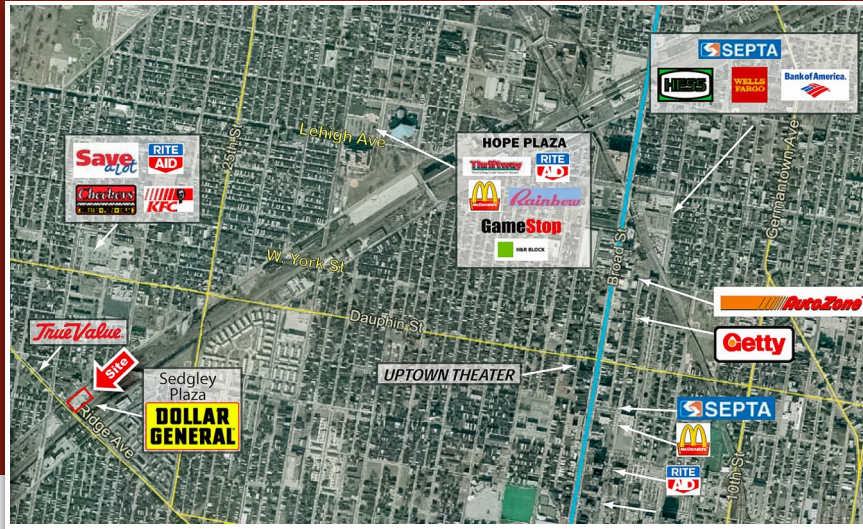 SEPTA
HESS
WELLS
FARGO
Bank of America.
25th St
Lehigh Ave
HOPE PLAZA
Thriftway
RITE
AID
McDonald's
Rainbow
GameStop
H&R BLOCK
Save
a lot
RITE
AID
Checkers
KFC
Germantown Ave
Broad St
W. York St
Dauphin St
AutoZone
Getty
True Value
Site
Sedgley
Plaza
DOLLAR
GENERAL
Ridge Ave
UPTOWN THEATER
SEPTA
McDonald's
RITE
AID
10th St